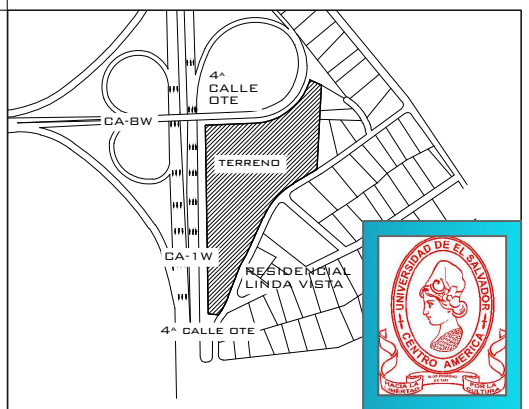 4ᴬ
CALLE
OTE
CA-8W
TERRENO
CA-1W
RESIDENCIAL
LINDA VISTA
4ᴬ CALLE OTE
UNIVERSIDAD DE EL SALVADOR
CENTRO AMERICA
HACIA LA
LIBERTAD
POR LA
CULTURA